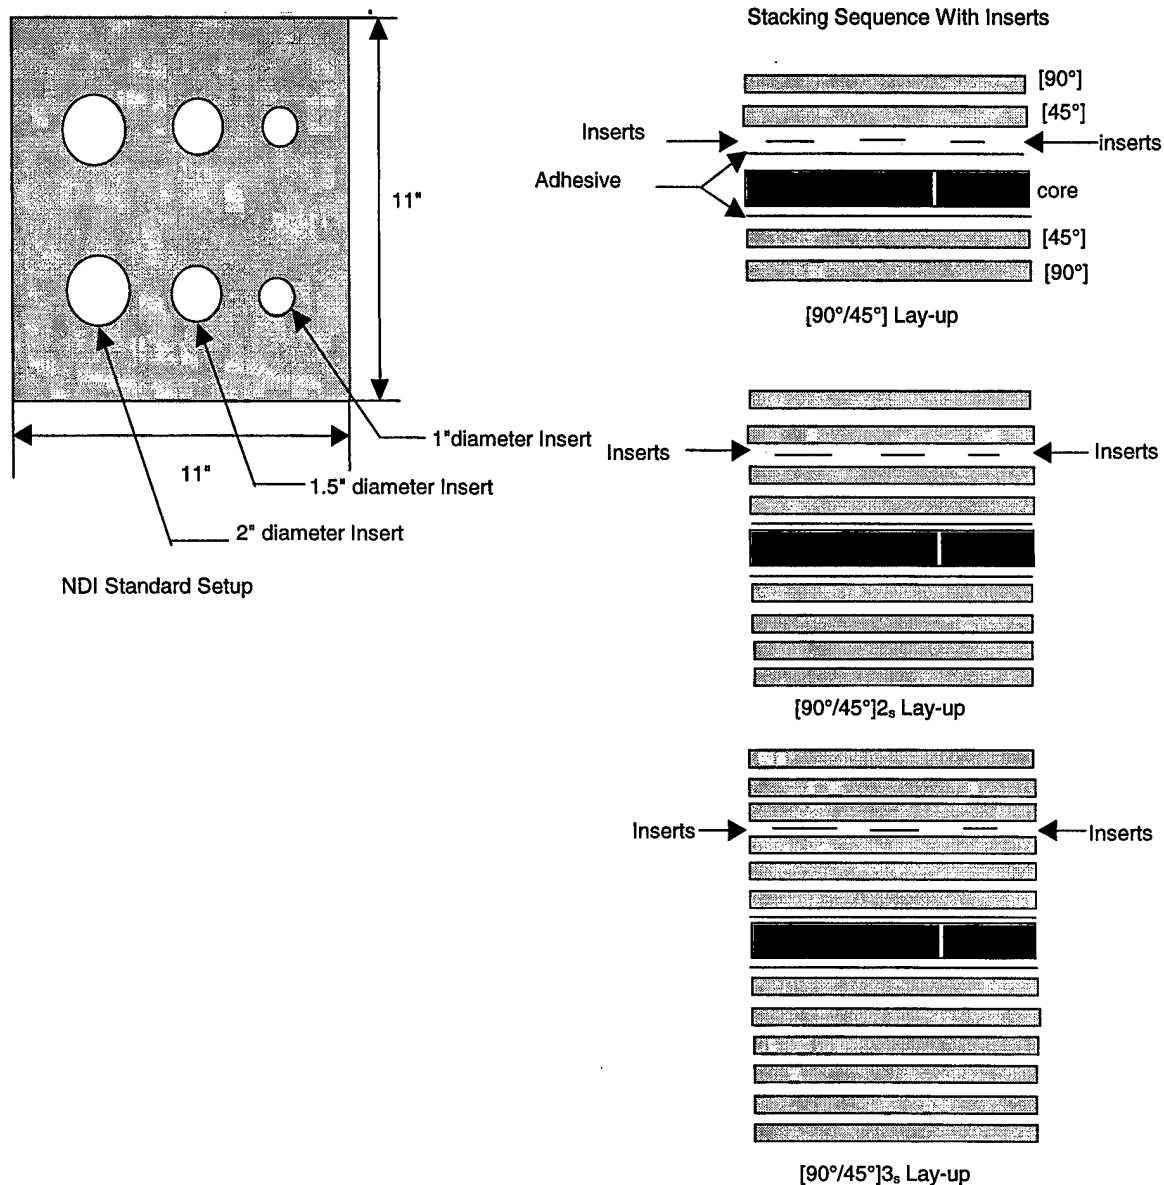 Stacking Sequence With Inserts
[90°]
[45°]
Inserts
inserts
Adhesive
core
[45°]
[90°]
[90°/45°] Lay-up
11"
11"
1"diameter Insert
1.5" diameter Insert
2" diameter Insert
NDI Standard Setup
Inserts
Inserts
[90°/45°]2s Lay-up
Inserts
Inserts
[90°/45°]3s Lay-up